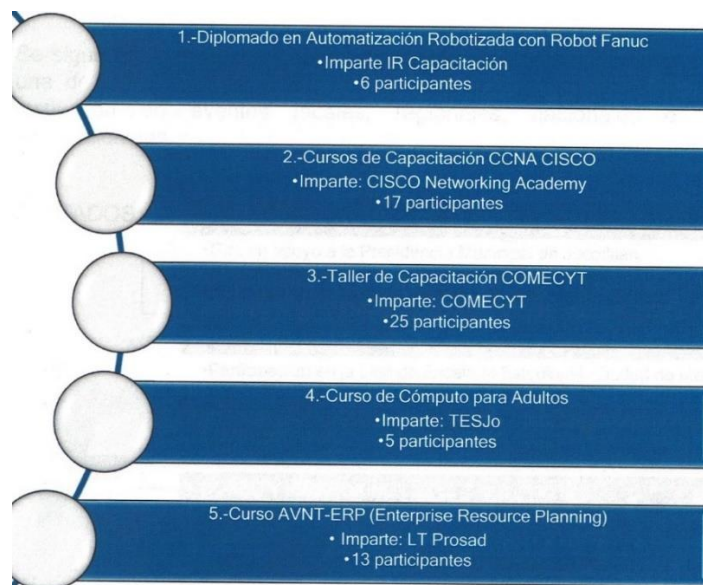 1.-Diplomado en Automatización Robotizada con Robot Fanuc
•Imparte IR Capacitación
•6 participantes
2.-Cursos de Capacitación CCNA CISCO
•Imparte: CISCO Networking Academy
•17 participantes
3.-Taller de Capacitación COMECYT
•Imparte: COMECYT
•25 participantes
4.-Curso de Cómputo para Adultos
•Imparte: TESJo
•5 participantes
5.-Curso AVNT-ERP (Enterprise Resource Planning)
• Imparte: LT Prosad
•13 participantes